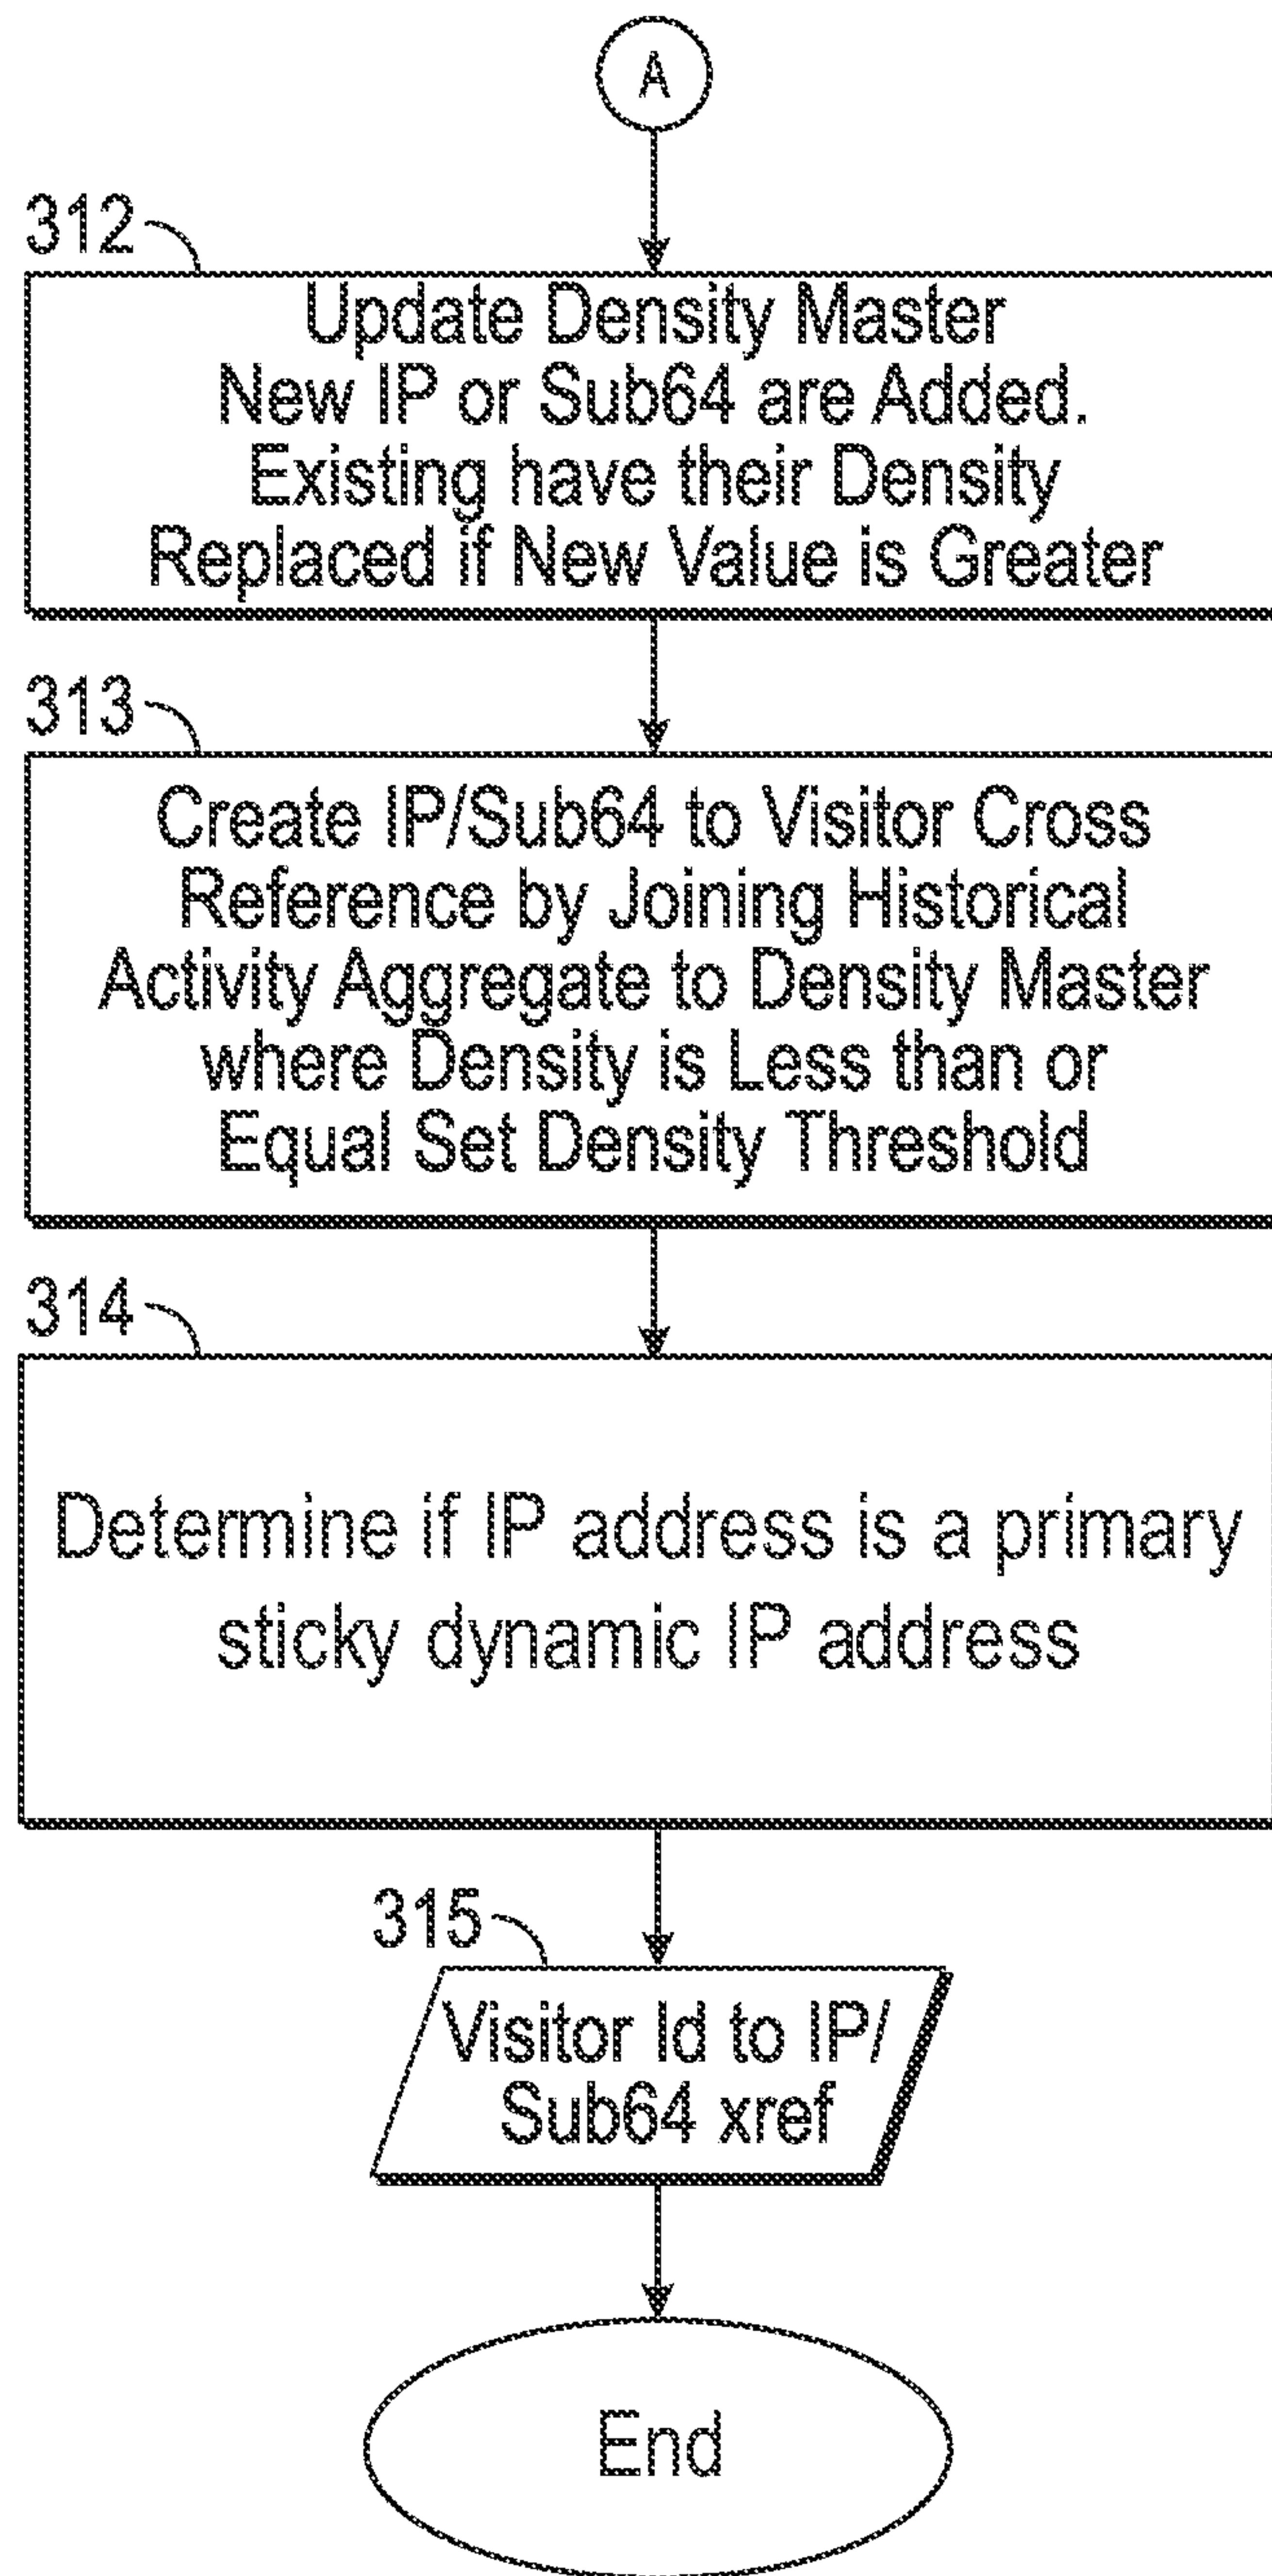 A
312
Update Density Master
New IP or Sub64 are Added.
Existing have their Density
Replaced if New Value is Greater
313
Create IP/Sub64 to Visitor Cross
Reference by Joining Historical
Activity Aggregate to Density Master
where Density is Less than or
Equal Set Density Threshold
314
Determine if IP address is a primary
sticky dynamic IP address
315
Visitor Id to IP/
Sub64 xref
End